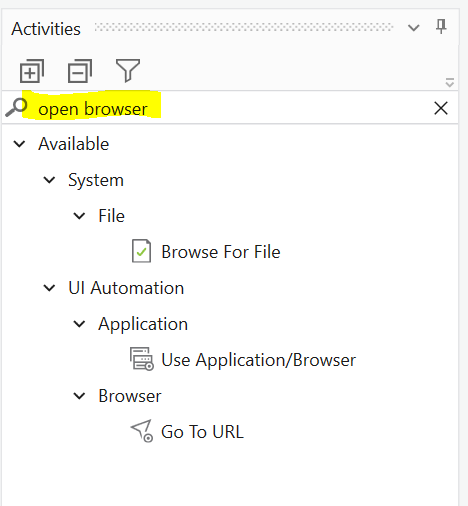 Activities
open browser
Available
System
File
Browse For File
UI Automation
Application
Use Application/Browser
Browser
Go To URL